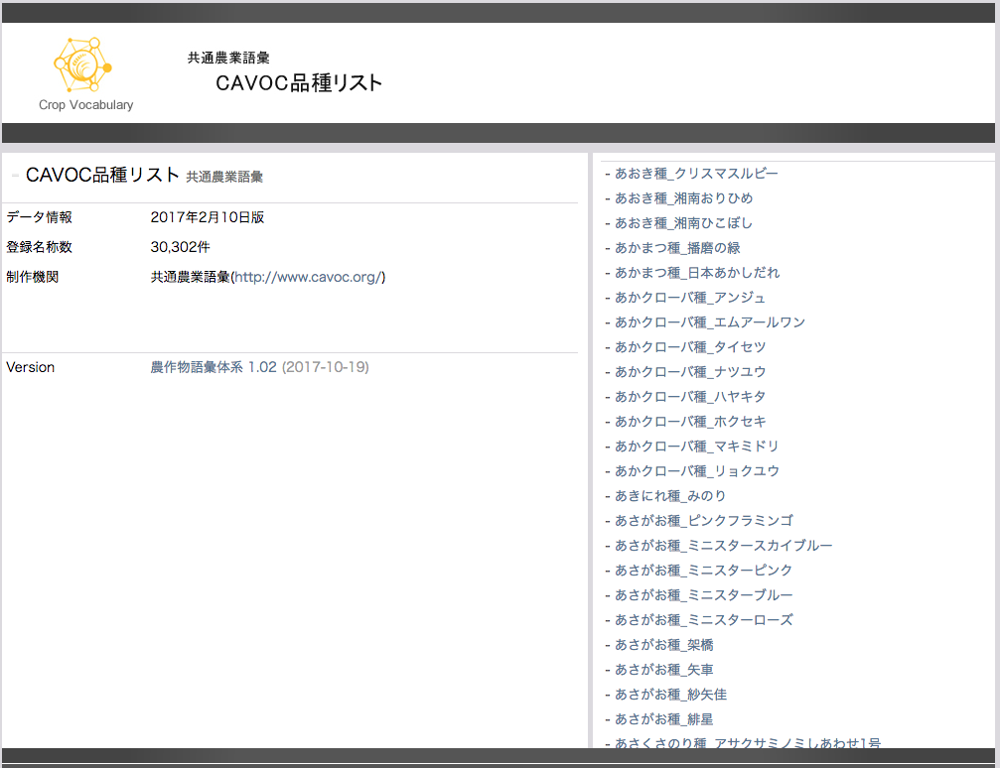 Crop Vocabulary
共通農業語彙
CAVOC品種リスト
CAVOC品種リスト 共通農業語彙
データ情報 2017年2月10日版
登録名称数 30,302件
制作機関 共通農業語彙(http://www.cavoc.org/)
Version 農作物語彙体系 1.02 (2017-10-19)
- あおき種_クリスマスルビー
- あおき種_湘南おりひめ
- あおき種_湘南ひこぼし
- あかまつ種_播磨の緑
- あかまつ種_日本あかしだれ
- あかクローバ種_アンジュ
- あかクローバ種_エムアールワン
- あかクローバ種_タイセツ
- あかクローバ種_ナツユウ
- あかクローバ種_ハヤキタ
- あかクローバ種_ホクセキ
- あかクローバ種_マキミドリ
- あかクローバ種_リョクユウ
- あきにれ種_みのり
- あさがお種_ピンクフラミンゴ
- あさがお種_ミニスタースカイブルー
- あさがお種_ミニスターピンク
- あさがお種_ミニスターブルー
- あさがお種_ミニスターローズ
- あさがお種_架橋
- あさがお種_矢車
- あさがお種_紗矢佳
- あさがお種_緋星
- あさくさのり種_アサクサミノミしあわせ1号